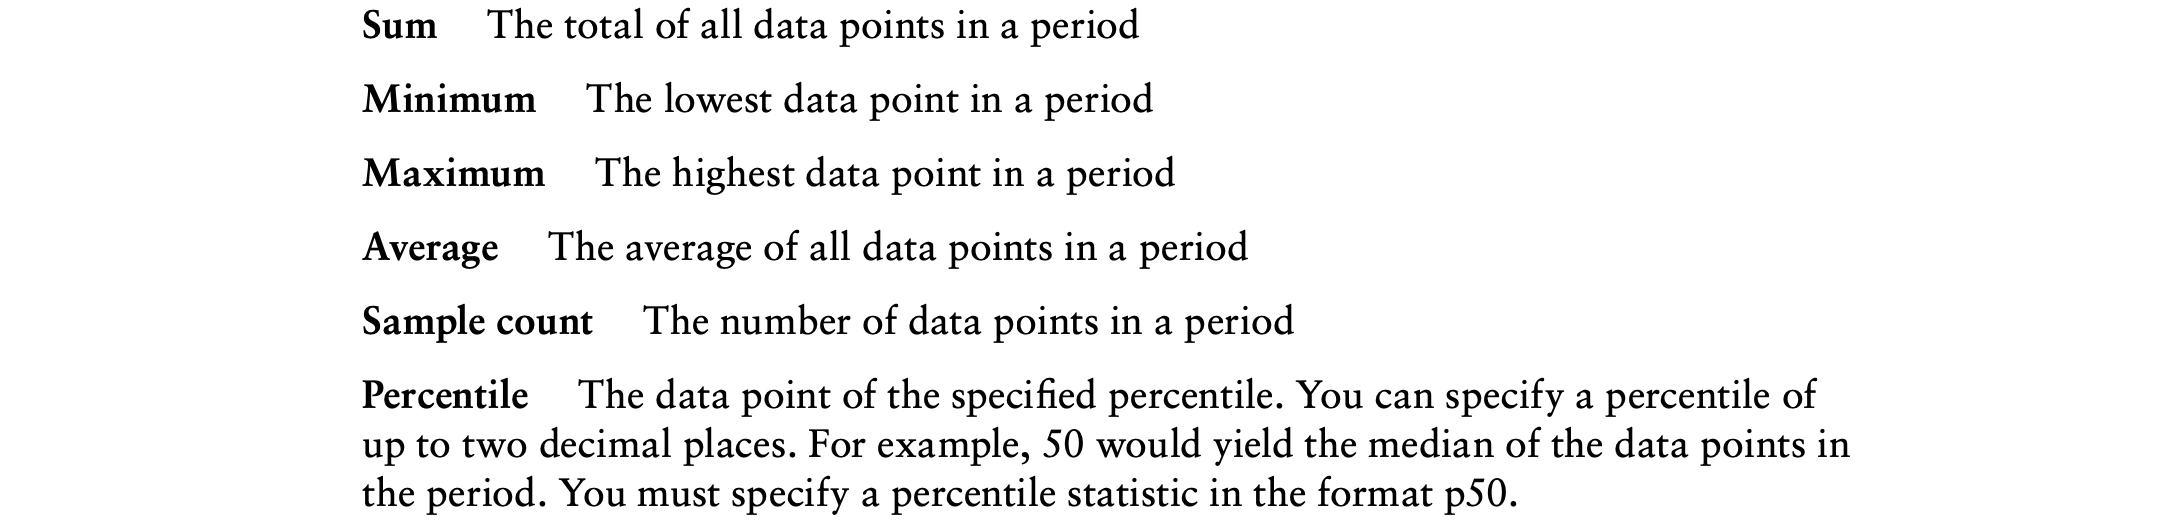 Sum The total of all data points in a period
Minimum The lowest data point in a period
Maximum The highest data point in a period
Average The average of all data points in a period
Sample count The number of data points in a period
Percentile The data point of the specified percentile. You can specify a percentile of
up to two decimal places. For example, 50 would yield the median of the data points in
the period. You must specify a percentile statistic in the format p50.